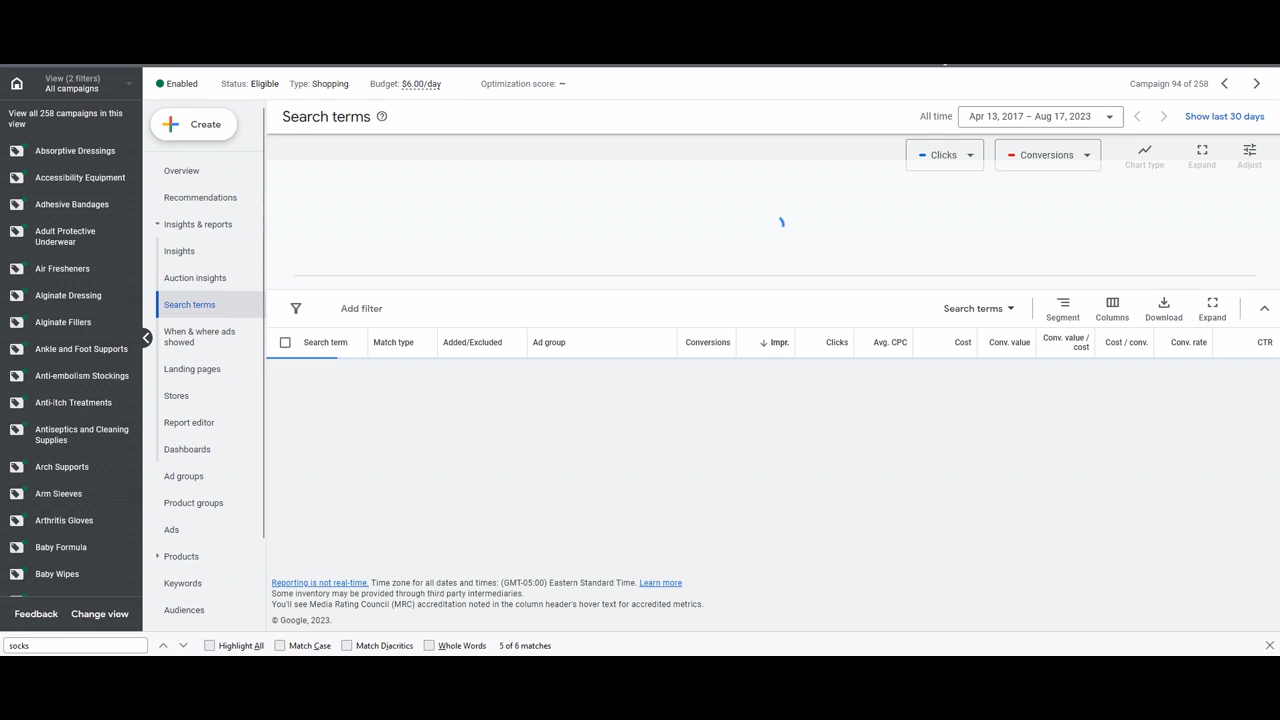 View (2 filters)
All campaigns
Enabled
Status: Eligible
Type: Shopping
Budget: $6.00/day
Optimization score: –
Campaign 94 of 258
View all 258 campaigns in this
view
Absorptive Dressings
Accessibility Equipment
Adhesive Bandages
Adult Protective
Underwear
Air Fresheners
Alginate Dressing
Alginate Fillers
Ankle and Foot Supports
Anti-embolism Stockings
Anti-itch Treatments
Antiseptics and Cleaning
Supplies
Arch Supports
Arm Sleeves
Arthritis Gloves
Baby Formula
Baby Wipes
Feedback
Change view
Create
Overview
Recommendations
Insights & reports
Insights
Auction insights
Search terms
When & where ads
showed
Landing pages
Stores
Report editor
Dashboards
Ad groups
Product groups
Ads
Products
Keywords
Audiences
Search terms
All time
Apr 13, 2017 – Aug 17, 2023
Show last 30 days
Clicks
Conversions
Chart type
Expand
Adjust
Add filter
Search terms
Segment
Columns
Download
Expand
Search term
Match type
Added/Excluded
Ad group
Conversions
Impr.
Clicks
Avg. CPC
Cost
Conv. value
Conv. value /
cost
Cost / conv.
Conv. rate
CTR
Reporting is not real-time. Time zone for all dates and times: (GMT-05:00) Eastern Standard Time. Learn more
Some inventory may be provided through third party intermediaries.
You'll see Media Rating Council (MRC) accreditation noted in the column header's hover text for accredited metrics.
© Google, 2023.
socks
Highlight All
Match Case
Match Diacritics
Whole Words
5 of 6 matches